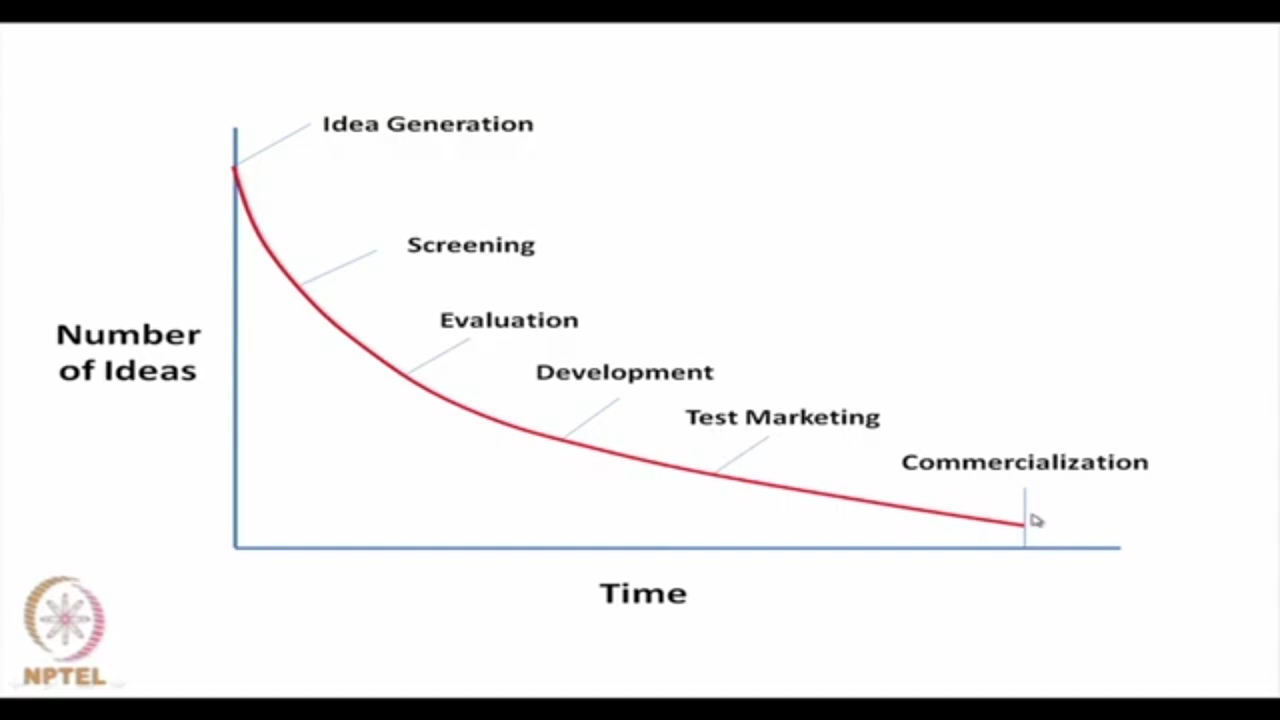 Idea Generation
Screening
Evaluation
Number
of Ideas
Development
Test Marketing
Commercialization
Time
NPTEL